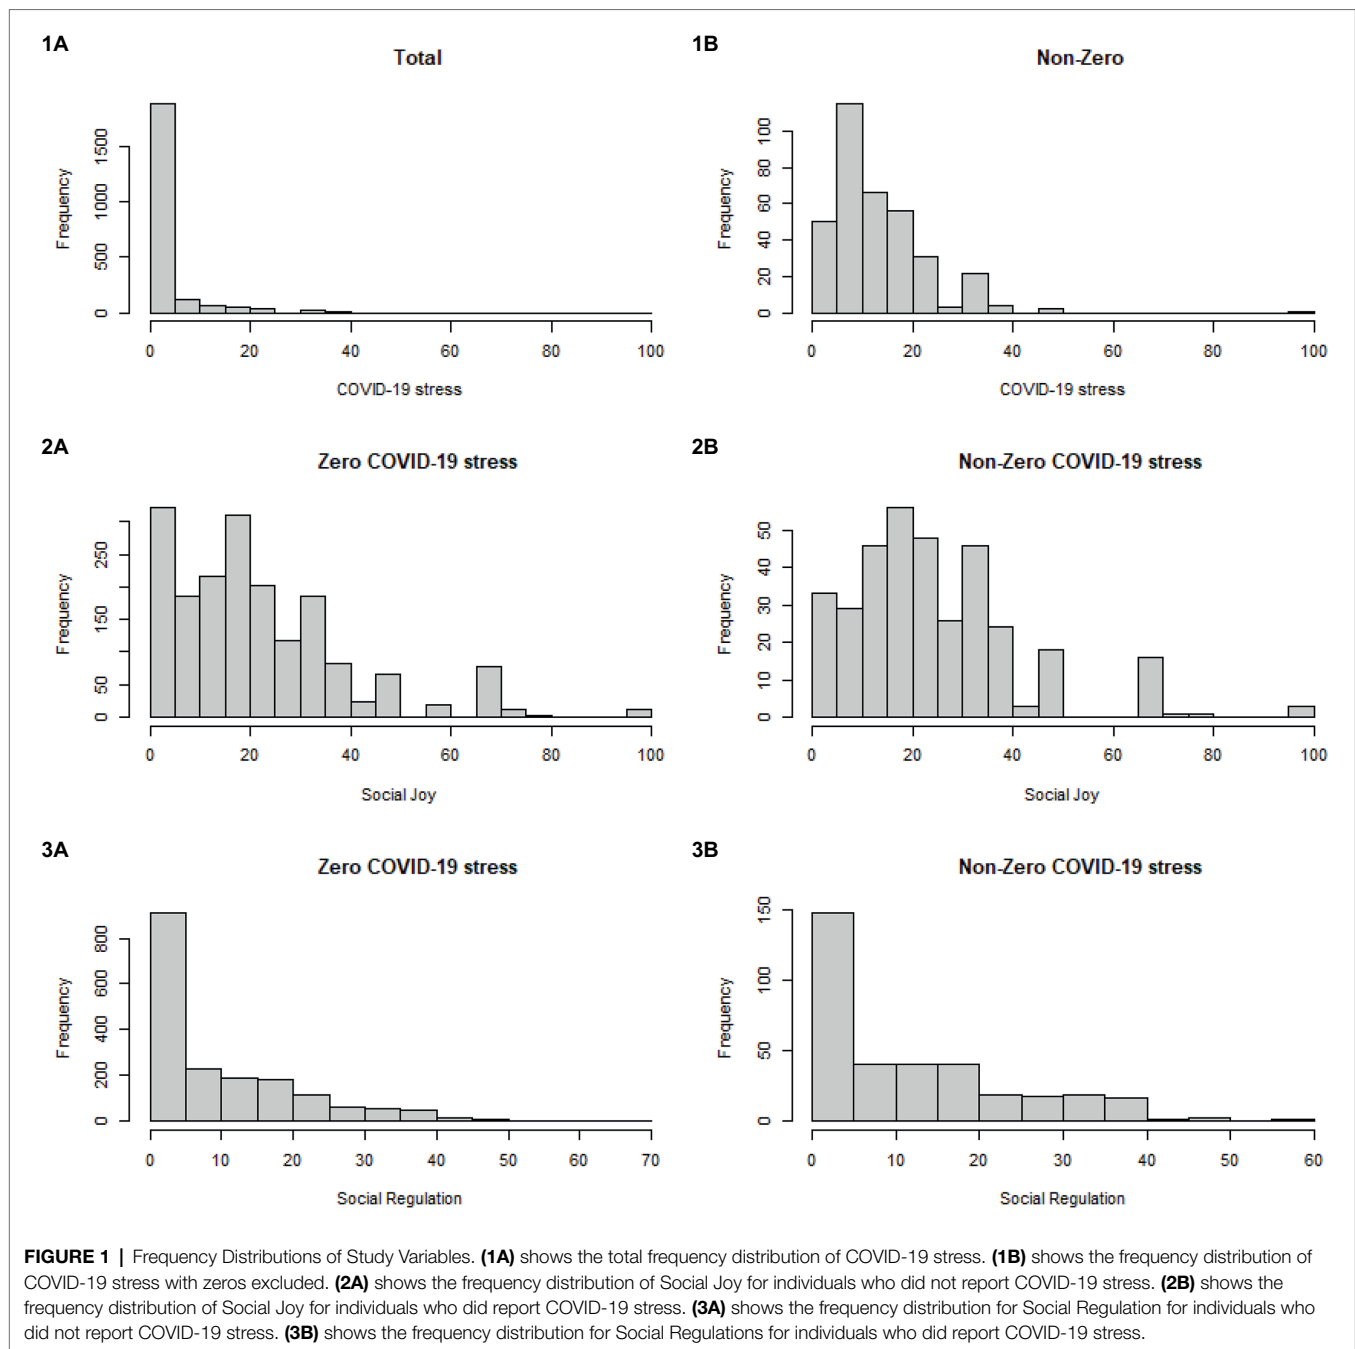 1A
Total
1500
1000
500
0
Frequency
0 20 40 60 80 100
COVID-19 stress
1B
Non-Zero
100
80
60
40
20
0
Frequency
0 20 40 60 80 100
COVID-19 stress
2A
Zero COVID-19 stress
250
150
50
0
Frequency
0 20 40 60 80 100
Social Joy
2B
Non-Zero COVID-19 stress
50
40
30
20
10
0
Frequency
0 20 40 60 80 100
Social Joy
3A
Zero COVID-19 stress
800
600
400
200
0
Frequency
0 10 20 30 40 50 60 70
Social Regulation
3B
Non-Zero COVID-19 stress
150
100
50
0
Frequency
0 10 20 30 40 50 60
Social Regulation
FIGURE 1 | Frequency Distributions of Study Variables. (1A) shows the total frequency distribution of COVID-19 stress. (1B) shows the frequency distribution of
COVID-19 stress with zeros excluded. (2A) shows the frequency distribution of Social Joy for individuals who did not report COVID-19 stress. (2B) shows the
frequency distribution of Social Joy for individuals who did report COVID-19 stress. (3A) shows the frequency distribution for Social Regulation for individuals who
did not report COVID-19 stress. (3B) shows the frequency distribution for Social Regulations for individuals who did report COVID-19 stress.